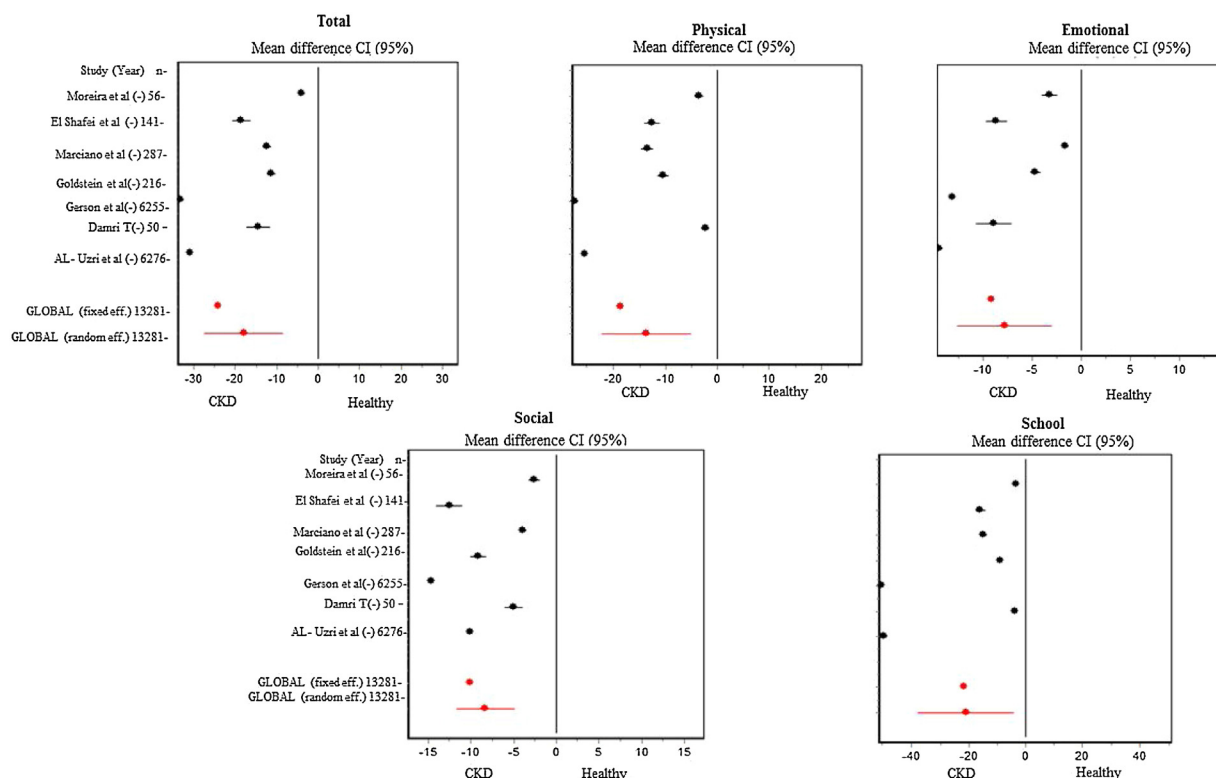 Total
Mean difference CI (95%)
Study (Year) n-
Moreira et al (-) 56-
El Shafei et al (-) 141-
Marciano et al (-) 287-
Goldstein et al(-) 216-
Gerson et al(-) 6255-
Damri T(-) 50 -
AL- Uzri et al (-) 6276-
GLOBAL (fixed eff.) 13281-
GLOBAL (random eff.) 13281-
-30 -20 -10 0 10 20 30
CKD Healthy
Physical
Mean difference CI (95%)
-20 -10 0 10 20
CKD Healthy
Emotional
Mean difference CI (95%)
-10 -5 0 5 10
CKD Healthy
Social
Mean difference CI (95%)
Study (Year) n-
Moreira et al (-) 56-
El Shafei et al (-) 141-
Marciano et al (-) 287-
Goldstein et al(-) 216-
Gerson et al(-) 6255-
Damri T(-) 50 -
AL- Uzri et al (-) 6276-
GLOBAL (fixed eff.) 13281-
GLOBAL (random eff.) 13281-
-15 -10 -5 0 5 10 15
CKD Healthy
School
Mean difference CI (95%)
-40 -20 0 20 40
CKD Healthy